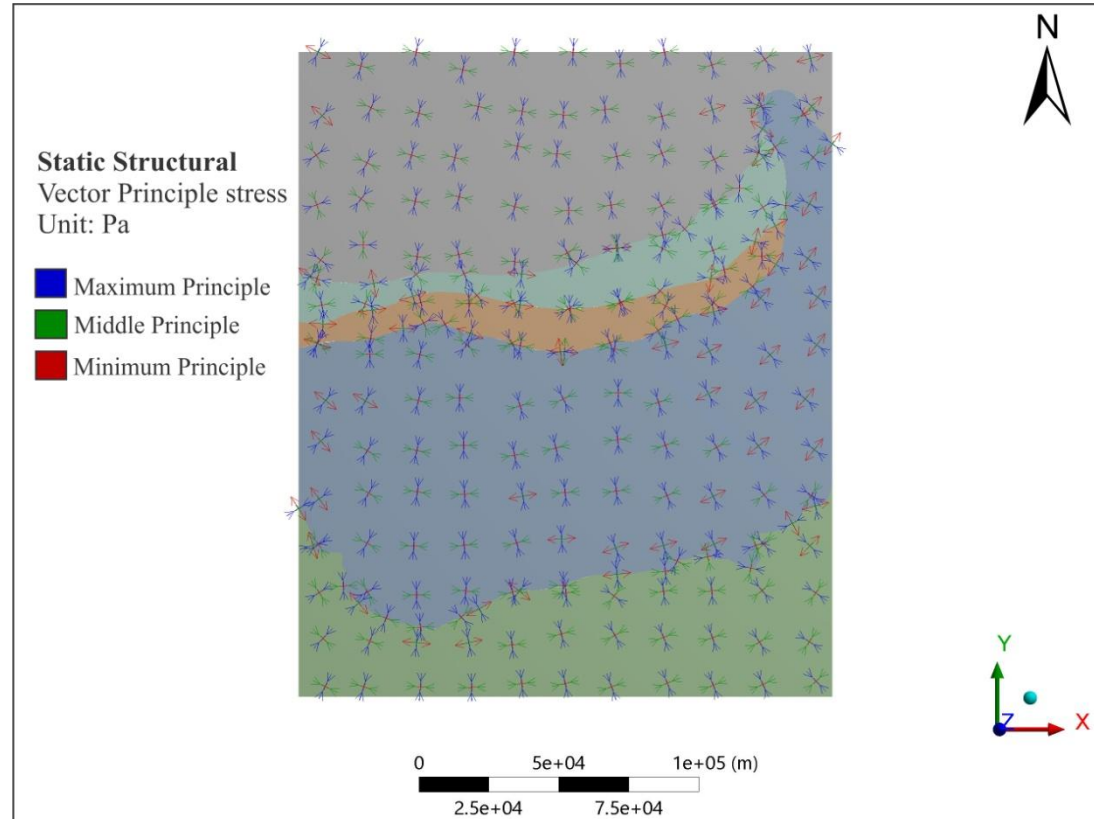 N
Static Structural
Vector Principle stress
Unit: Pa
Maximum Principle
Middle Principle
Minimum Principle
Y
Z
X
0 5e+04 1e+05 (m)
2.5e+04 7.5e+04